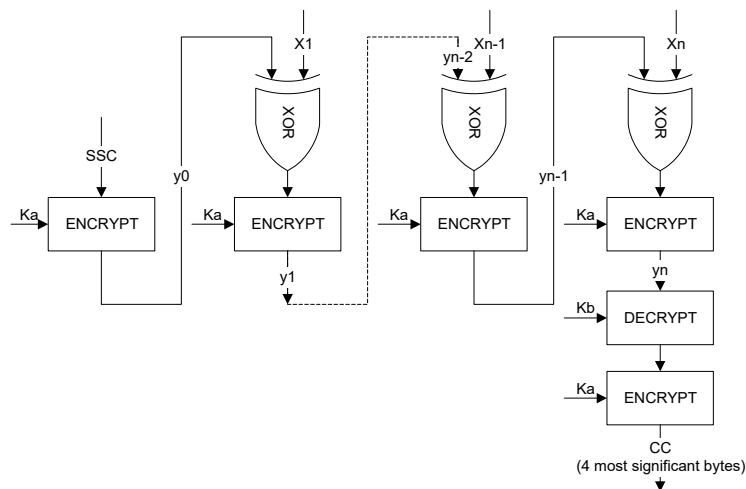 X1
Xn-1
Xn
yn-2
XOR
XOR
XOR
SSC
y0
yn-1
Ka
ENCRYPT
Ka
ENCRYPT
Ka
ENCRYPT
Ka
ENCRYPT
y1
yn
Kb
DECRYPT
Ka
ENCRYPT
CC
(4 most significant bytes)